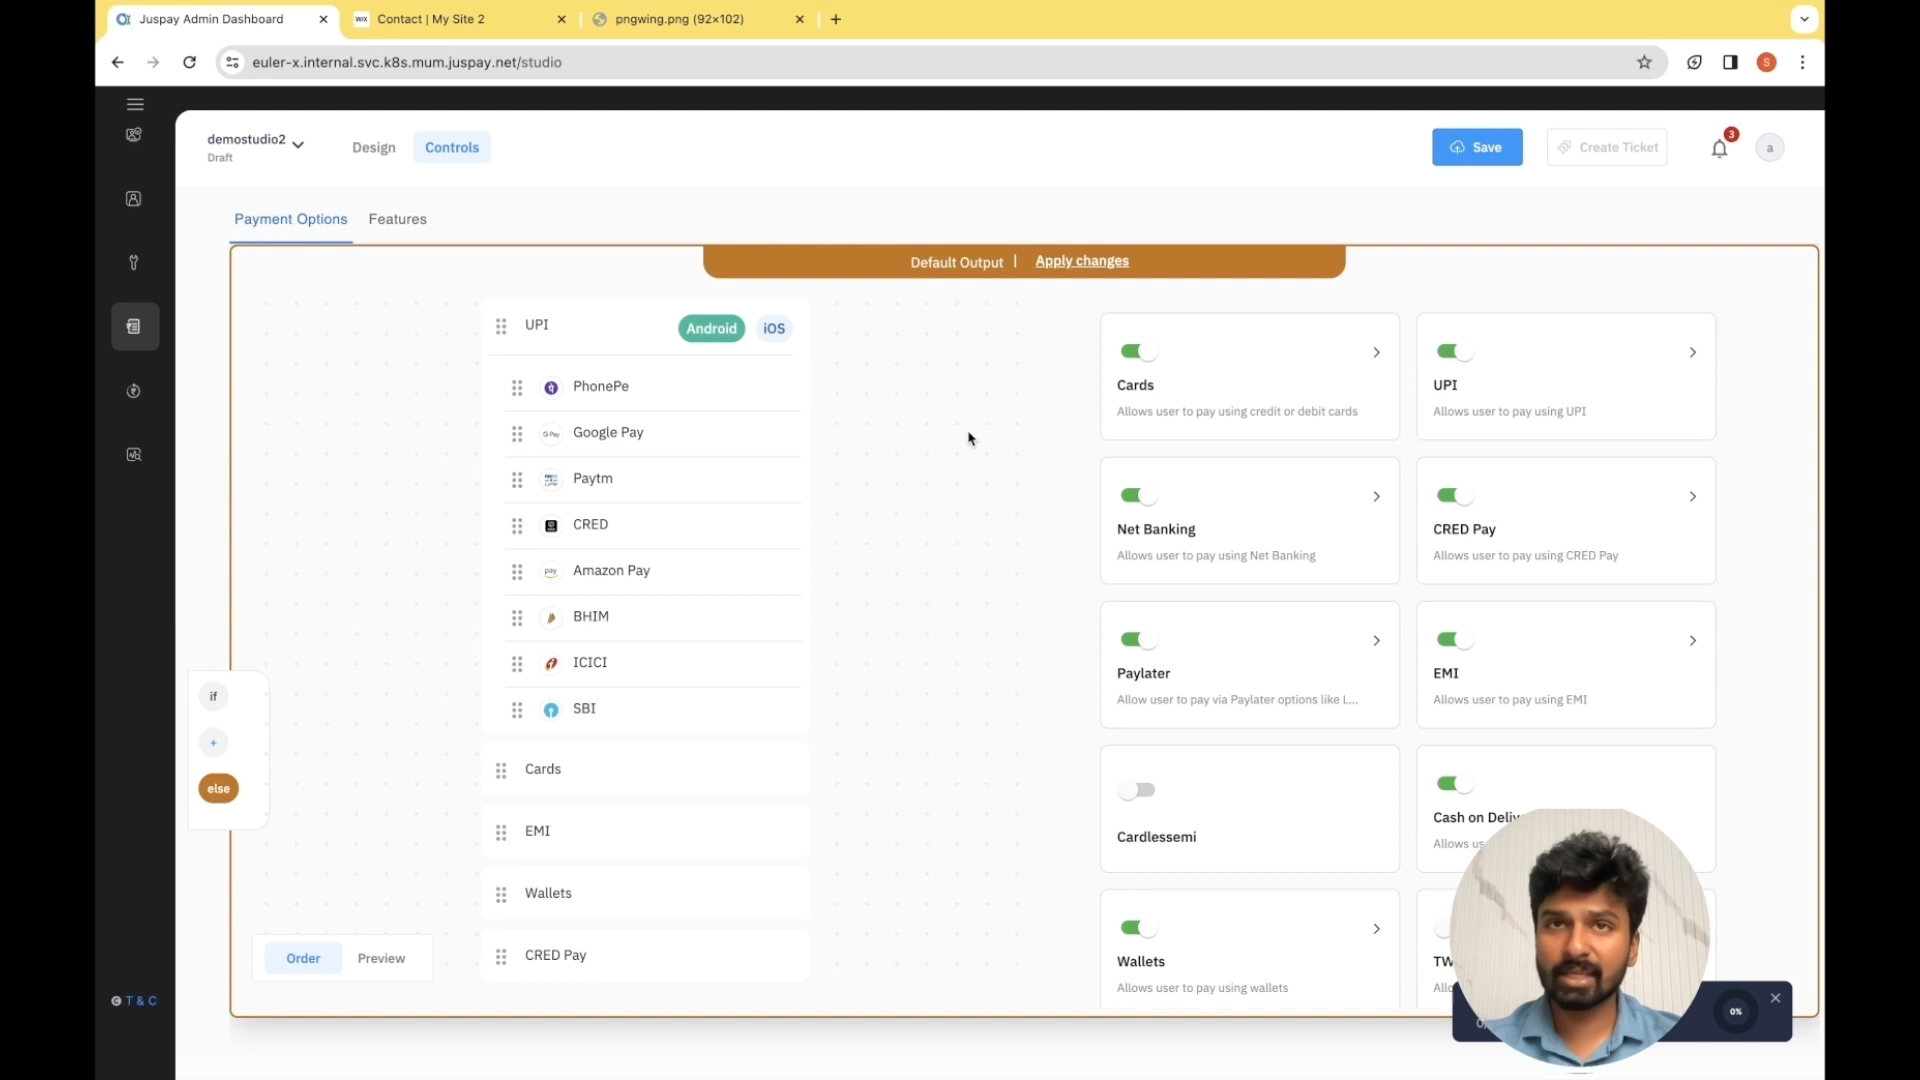 Juspay Admin Dashboard
WIX Contact | My Site 2
pngwing.png (92×102)
euler-x.internal.svc.k8s.mum.juspay.net/studio
S
demostudio2
Draft
Design
Controls
Save
Create Ticket
3
a
Payment Options
Features
Default Output | Apply changes
UPI
Android
iOS
PhonePe
G Pay
Google Pay
Paytm
CRED
pay
Amazon Pay
BHIM
ICICI
SBI
Cards
EMI
Wallets
CRED Pay
if
+
else
Order
Preview
T & C
Cards
Allows user to pay using credit or debit cards
UPI
Allows user to pay using UPI
Net Banking
Allows user to pay using Net Banking
CRED Pay
Allows user to pay using CRED Pay
Paylater
Allow user to pay via Paylater options like L...
EMI
Allows user to pay using EMI
Cardlessemi
Cash on Deliv
Allows us
Wallets
Allows user to pay using wallets
TW
Allo
0%